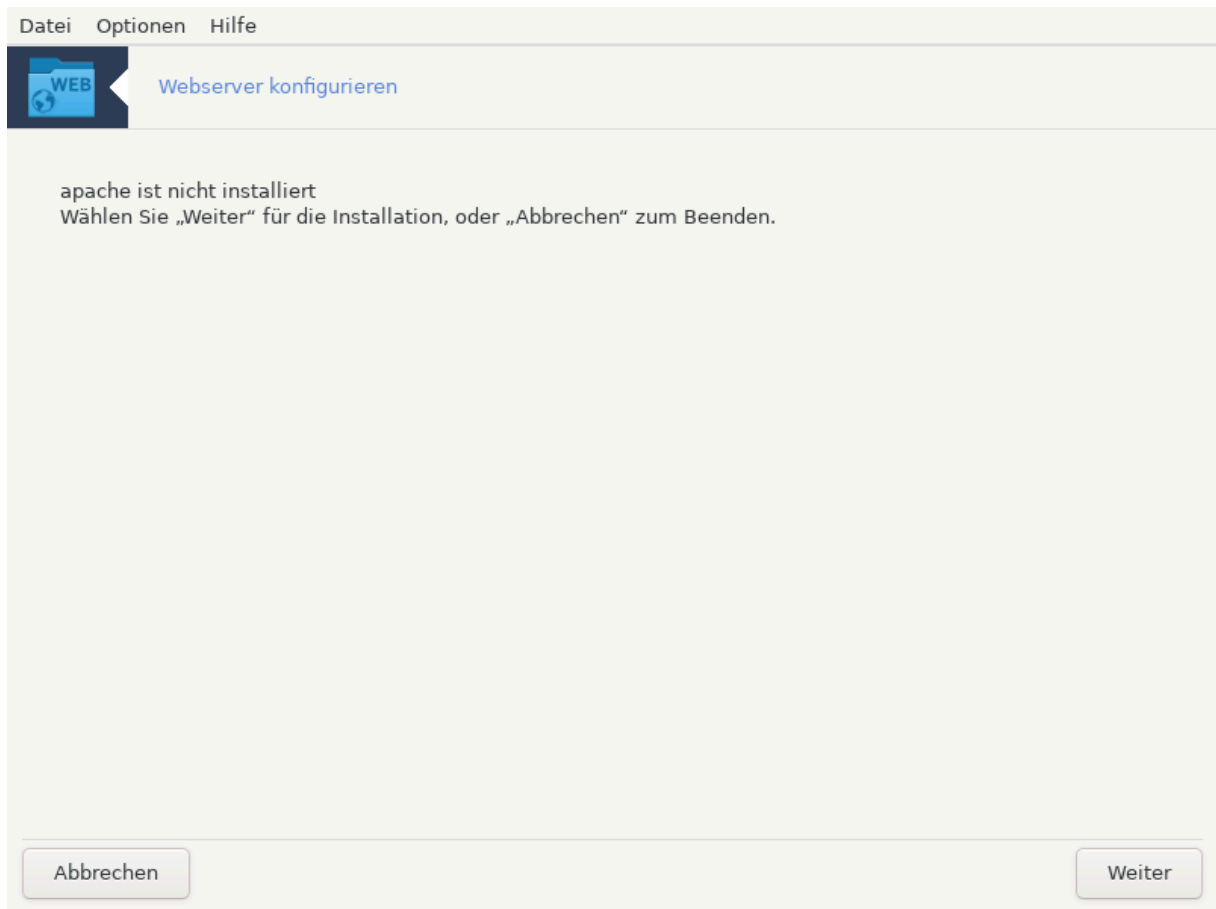 Datei Optionen Hilfe
WEB
Webserver konfigurieren
apache ist nicht installiert
Wählen Sie „Weiter“ für die Installation, oder „Abbrechen“ zum Beenden.
Abbrechen Weiter